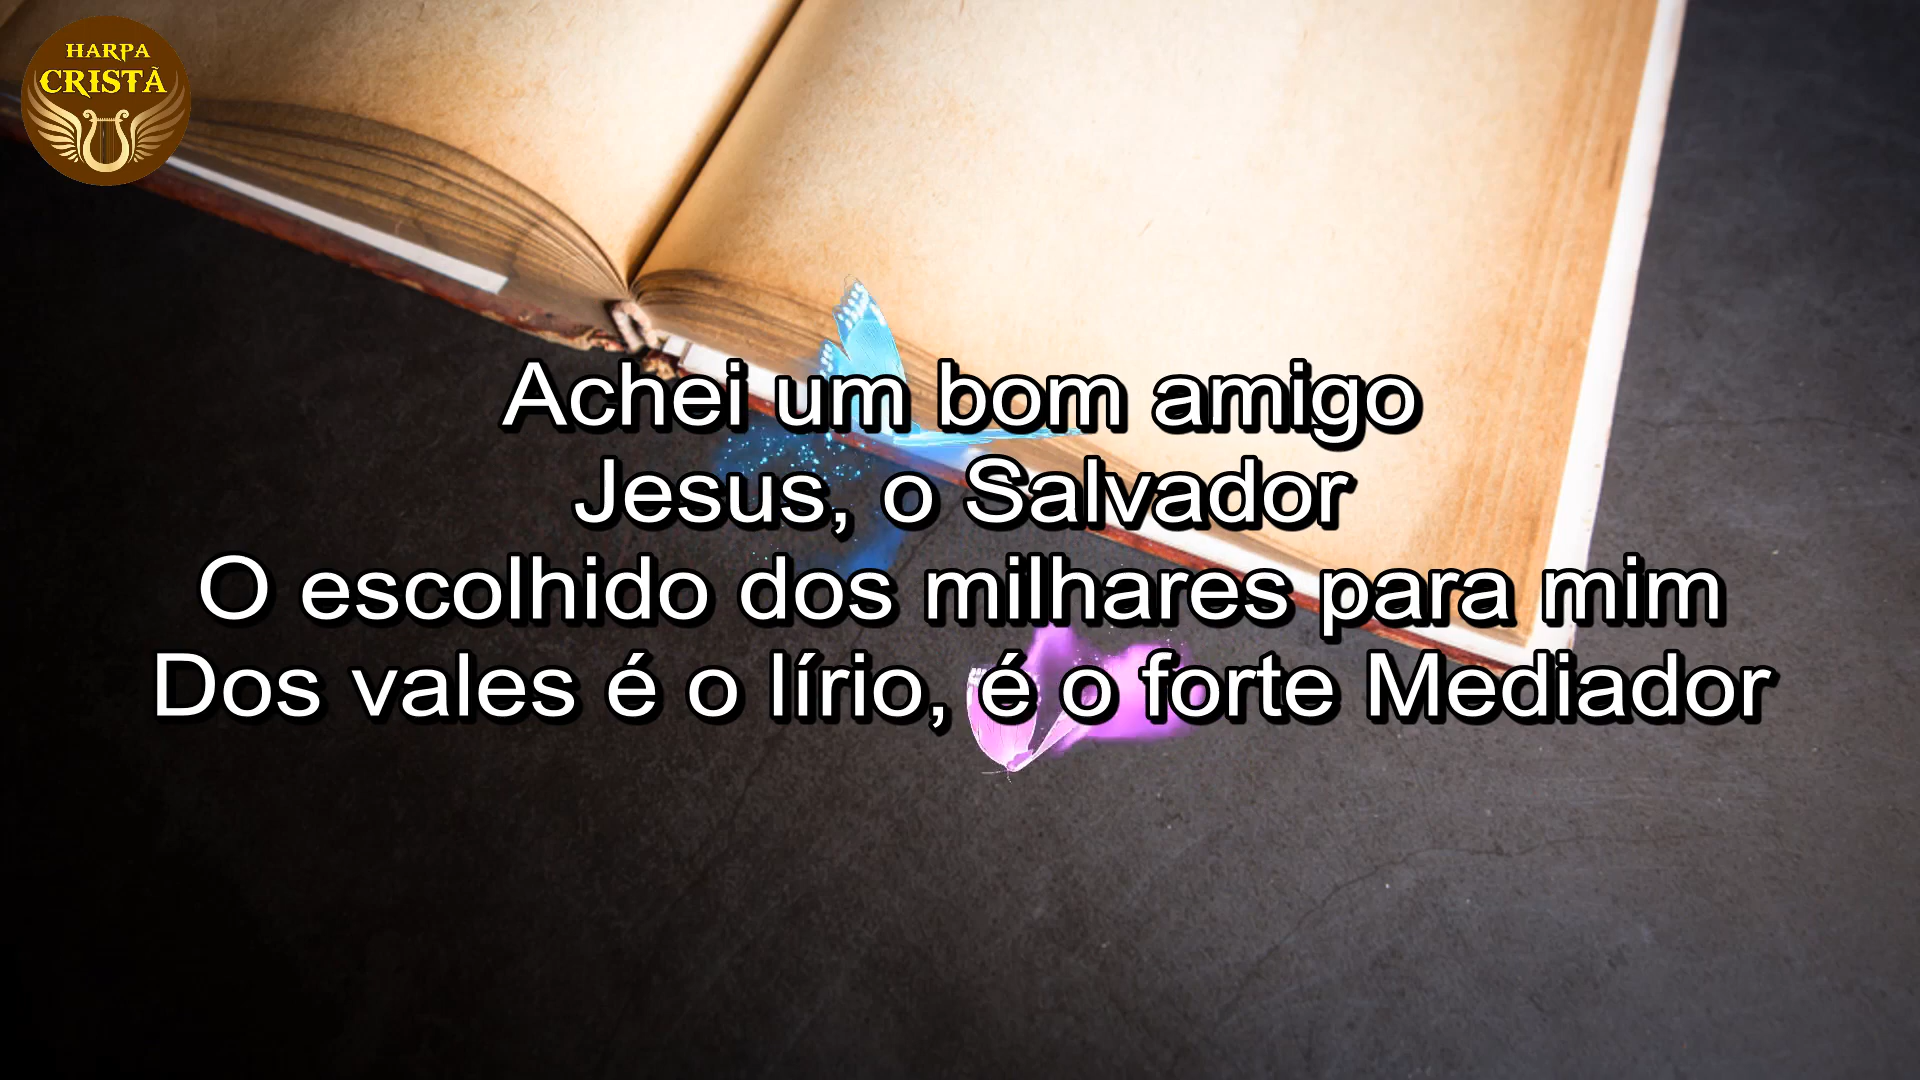 HARPA
CRISTÃ
Achei um bom amigo
Jesus, o Salvador
O escolhido dos milhares para mim
Dos vales é o lírio, é o forte Mediador